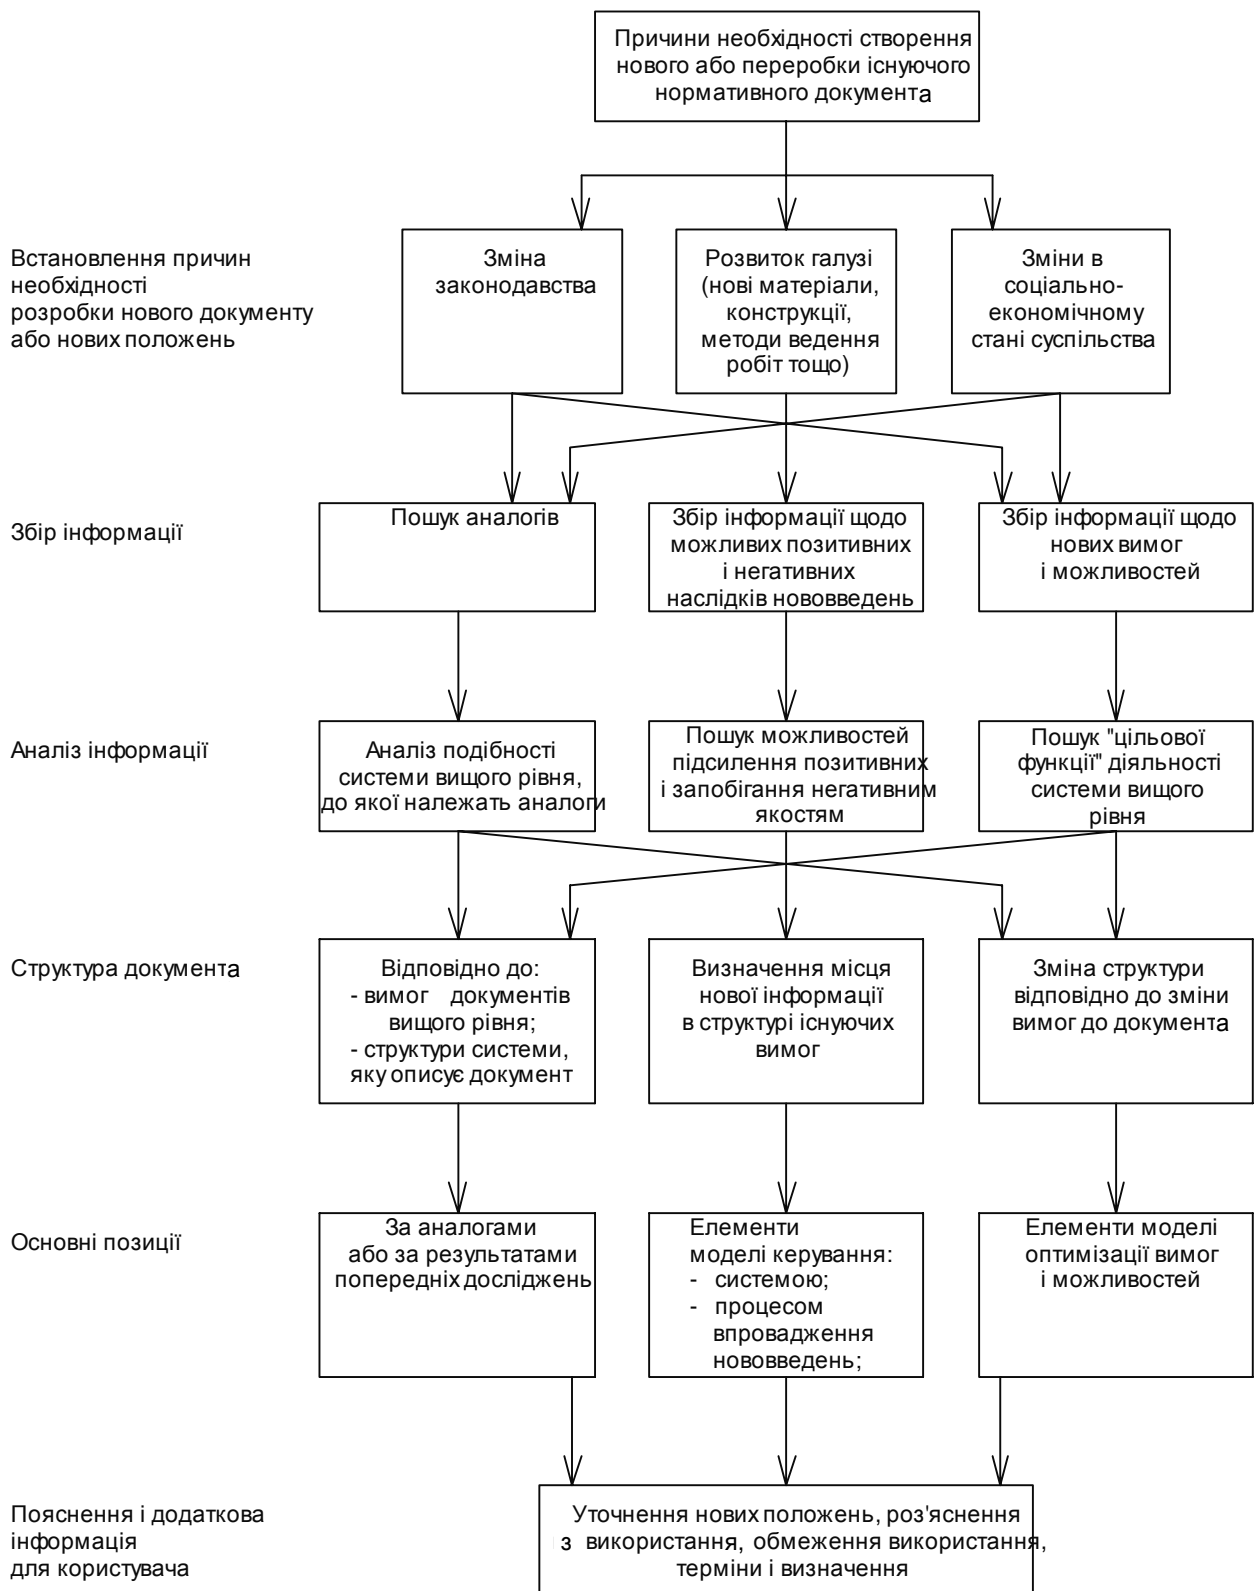 Причини необхідності створення
нового або переробки існуючого
нормативного документа
Встановлення причин
необхідності
розробки нового документу
або нових положень
Зміна
законодавства
Розвиток галузі
(нові матеріали,
конструкції,
методи ведення
робіт тощо)
Зміни в
соціально-
економічному
стані суспільства
Збір інформації
Пошук аналогів
Збір інформації щодо
можливих позитивних
і негативних
наслідків нововведень
Збір інформації щодо
нових вимог
і можливостей
Аналіз інформації
Аналіз подібності
системи вищого рівня,
до якої належать аналоги
Пошук можливостей
підсилення позитивних
і запобігання негативним
якостям
Пошук "цільової
функції" діяльності
системи вищого
рівня
Структура документа
Відповідно до:
- вимог документів
вищого рівня;
- структури системи,
яку описує документ
Визначення місця
нової інформації
в структурі існуючих
вимог
Зміна структури
відповідно до зміни
вимог до документа
Основні позиції
За аналогами
або за результатами
попередніх досліджень
Елементи
моделі керування:
- системою;
- процесом
впровадження
нововведень;
Елементи моделі
оптимізації вимог
і можливостей
Пояснення і додаткова
інформація
для користувача
Уточнення нових положень, роз'яснення
з використання, обмеження використання,
терміни і визначення